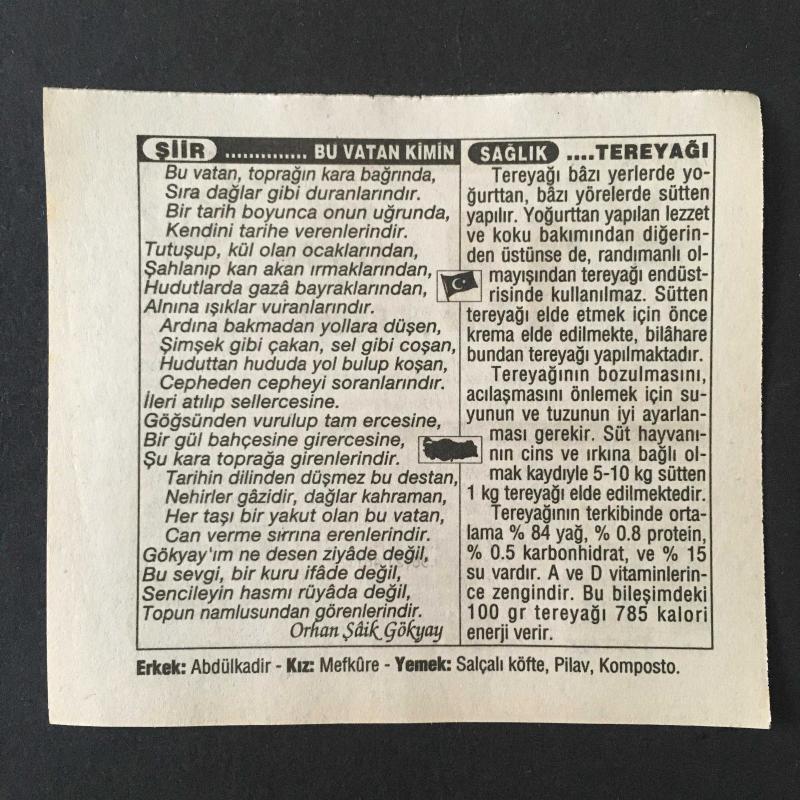 ŞİİR .............. BU VATAN KİMİN
Bu vatan, toprağın kara bağrında,
Sıra dağlar gibi duranlarındır.
Bir tarih boyunca onun uğrunda,
Kendini tarihe verenlerindir.
Tutuşup, kül olan ocaklarından,
Şahlanıp kan akan ırmaklarından,
Hudutlarda gazâ bayraklarından,
Alnına ışıklar vuranlarındır.
Ardına bakmadan yollara düşen,
Şimşek gibi çakan, sel gibi coşan,
Huduttan hududa yol bulup koşan,
Cepheden cepheyi soranlarındır.
İleri atılıp sellercesine.
Göğsünden vurulup tam ercesine,
Bir gül bahçesine girercesine,
Şu kara toprağa girenlerindir.
Tarihin dilinden düşmez bu destan,
Nehirler gâzidir, dağlar kahraman,
Her taşı bir yakut olan bu vatan,
Can verme sırrına erenlerindir.
Gökyay'ım ne desen ziyâde değil,
Bu sevgi, bir kuru ifâde değil,
Sencileyin hasmı rüyâda değil,
Topun namlusundan görenlerindir.
Orhan Şâik Gökyay
SAĞLIK ....TEREYAĞI
Tereyağı bâzı yerlerde yo-
ğurttan, bâzı yörelerde sütten
yapılır. Yoğurttan yapılan lezzet
ve koku bakımından diğerin-
den üstünse de, randımanlı ol-
mayışından tereyağı endüst-
risinde kullanılmaz. Sütten
tereyağı elde etmek için önce
krema elde edilmekte, bilâhare
bundan tereyağı yapılmaktadır.
Tereyağının bozulmasını,
acılaşmasını önlemek için su-
yunun ve tuzunun iyi ayarlan-
ması gerekir. Süt hayvanı-
nın cins ve ırkına bağlı ol-
mak kaydıyle 5-10 kg sütten
1 kg tereyağı elde edilmektedir.
Tereyağının terkibinde orta-
lama % 84 yağ, % 0.8 protein,
% 0.5 karbonhidrat, ve % 15
su vardır. A ve D vitaminlerin-
ce zengindir. Bu bileşimdeki
100 gr tereyağı 785 kalori
enerji verir.
Erkek: Abdülkadir - Kız: Mefkûre - Yemek: Salçalı köfte, Pilav, Komposto.